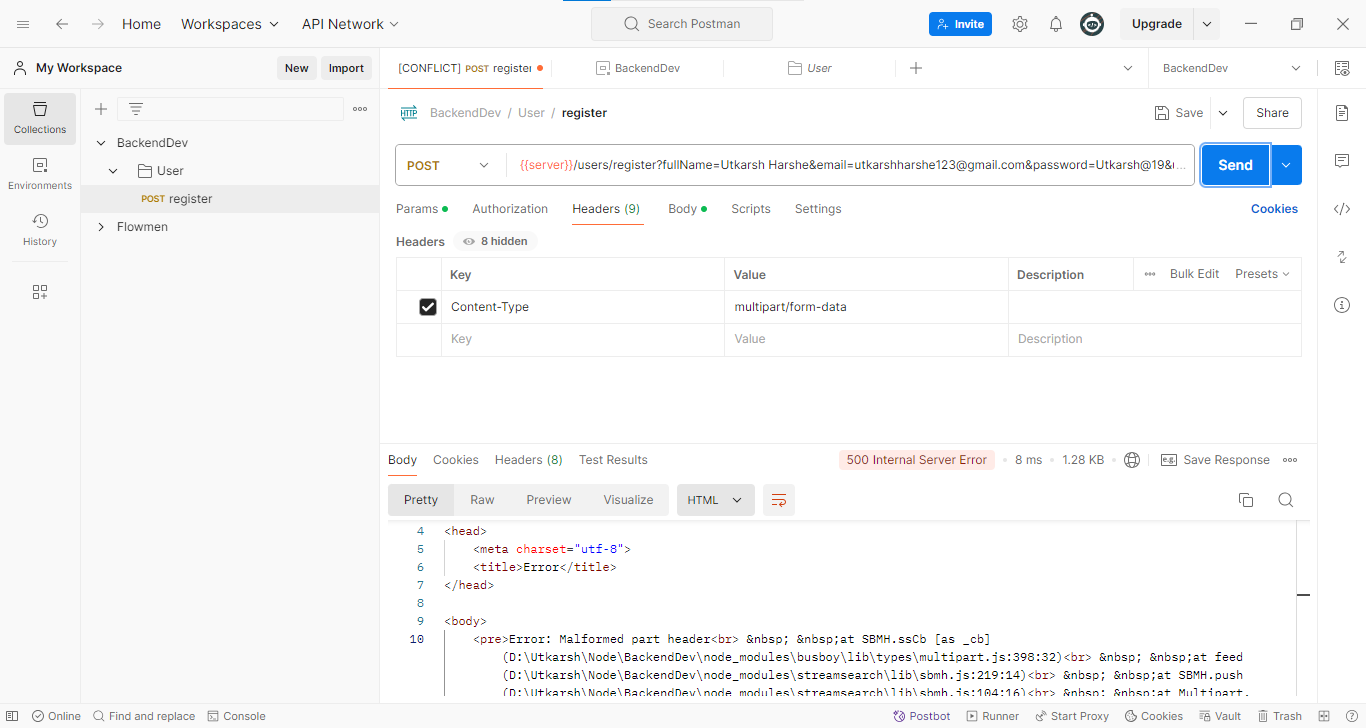 Home Workspaces API Network Search Postman Invite Upgrade
My Workspace New Import
[CONFLICT] POST register BackendDev User BackendDev
Collections
Environments
History
BackendDev
User
POST register
Flowmen
HTTP BackendDev / User / register Save Share
POST {{server}}/users/register?fullName=Utkarsh Harshe&email=utkarshharshe123@gmail.com&password=Utkarsh@19&u...
Params Authorization Headers (9) Body Scripts Scripts Settings Cookies
Headers 8 hidden
Key Value Description Bulk Edit Presets
Content-Type multipart/form-data
Key Value Description
Body Cookies Headers (8) Test Results 500 Internal Server Error 8 ms 1.28 KB e.g. Save Response
Pretty Raw Preview Visualize HTML
4 <head>
5 <meta charset="utf-8">
6 <title>Error</title>
7 </head>
8
9 <body>
10 <pre>Error: Malformed part header<br> &nbsp; &nbsp;at SBMH.ssCb [as _cb]
(D:\Utkarsh\Node\BackendDev\node_modules\busboy\lib\types\multipart.js:398:32)<br> &nbsp; &nbsp;at feed
(D:\Utkarsh\Node\BackendDev\node_modules\streamsearch\lib\sbmh.js:219:14)<br> &nbsp; &nbsp;at SBMH.push
(D:\Utkarsh\Node\BackendDev\node_modules\streamsearch\lib\sbmh.js:104:16)<br> &nbsp; &nbsp;at Multipart.
Online Find and replace Console Postbot Runner Start Proxy Cookies Vault Trash